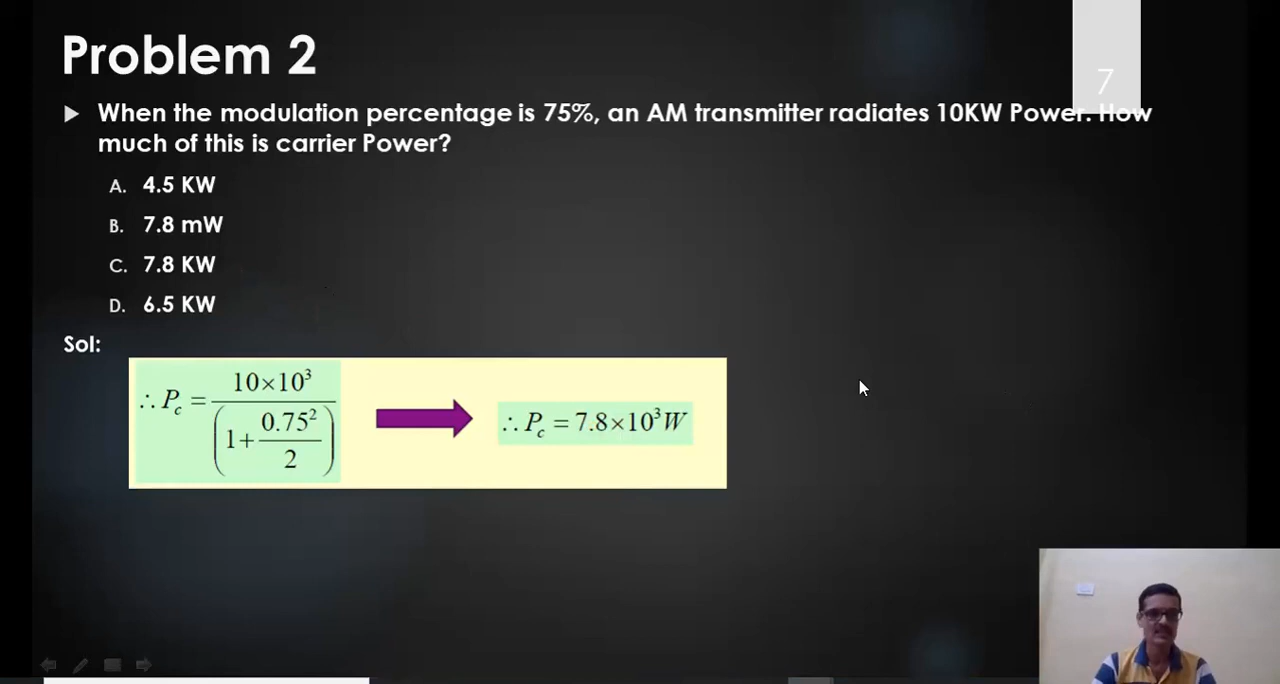 Problem 2
7
▶ When the modulation percentage is 75%, an AM transmitter radiates 10KW Power. How
much of this is carrier Power?
A. 4.5 KW
B. 7.8 mW
C. 7.8 KW
D. 6.5 KW
Sol:
∴ P_c = 10×10³ / (1 + 0.75²/2)
∴ P_c = 7.8×10³ W